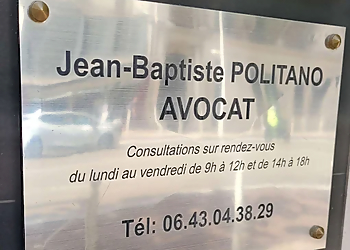 Jean-Baptiste POLITANO
AVOCAT
Consultations sur rendez-vous
du lundi au vendredi de 9h à 12h et de 14h à 18h
Tél: 06.43.04.38.29